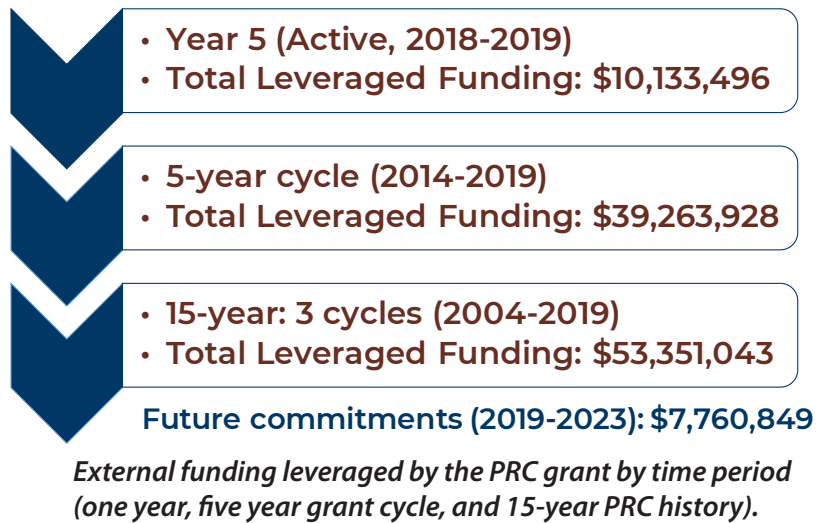 • Year 5 (Active, 2018-2019)
• Total Leveraged Funding: $10,133,496
• 5-year cycle (2014-2019)
• Total Leveraged Funding: $39,263,928
• 15-year: 3 cycles (2004-2019)
• Total Leveraged Funding: $53,351,043
Future commitments (2019-2023): $7,760,849
External funding leveraged by the PRC grant by time period
(one year, five year grant cycle, and 15-year PRC history).